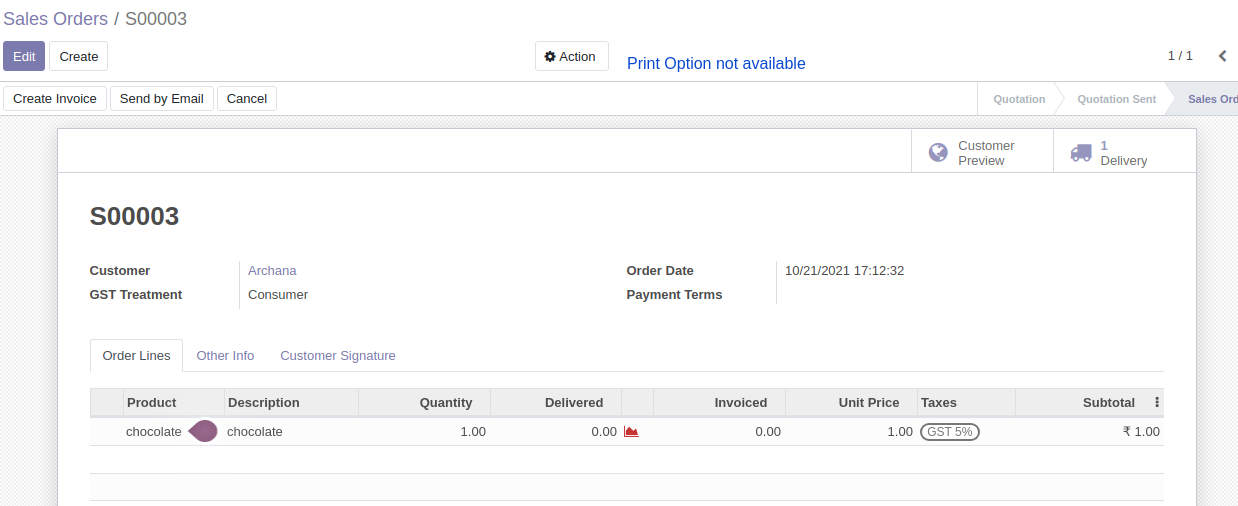 Sales Orders / S00003
Edit Create Action Print Option not available 1 / 1
Create Invoice Send by Email Cancel Quotation Quotation Sent Sales Ord
Customer Preview
1 Delivery
S00003
Customer Archana Order Date 10/21/2021 17:12:32
GST Treatment Consumer Payment Terms
Order Lines Other Info Customer Signature
Product Description Quantity Delivered Invoiced Unit Price Taxes Subtotal
chocolate chocolate 1.00 0.00 0.00 1.00 GST 5% ₹ 1.00